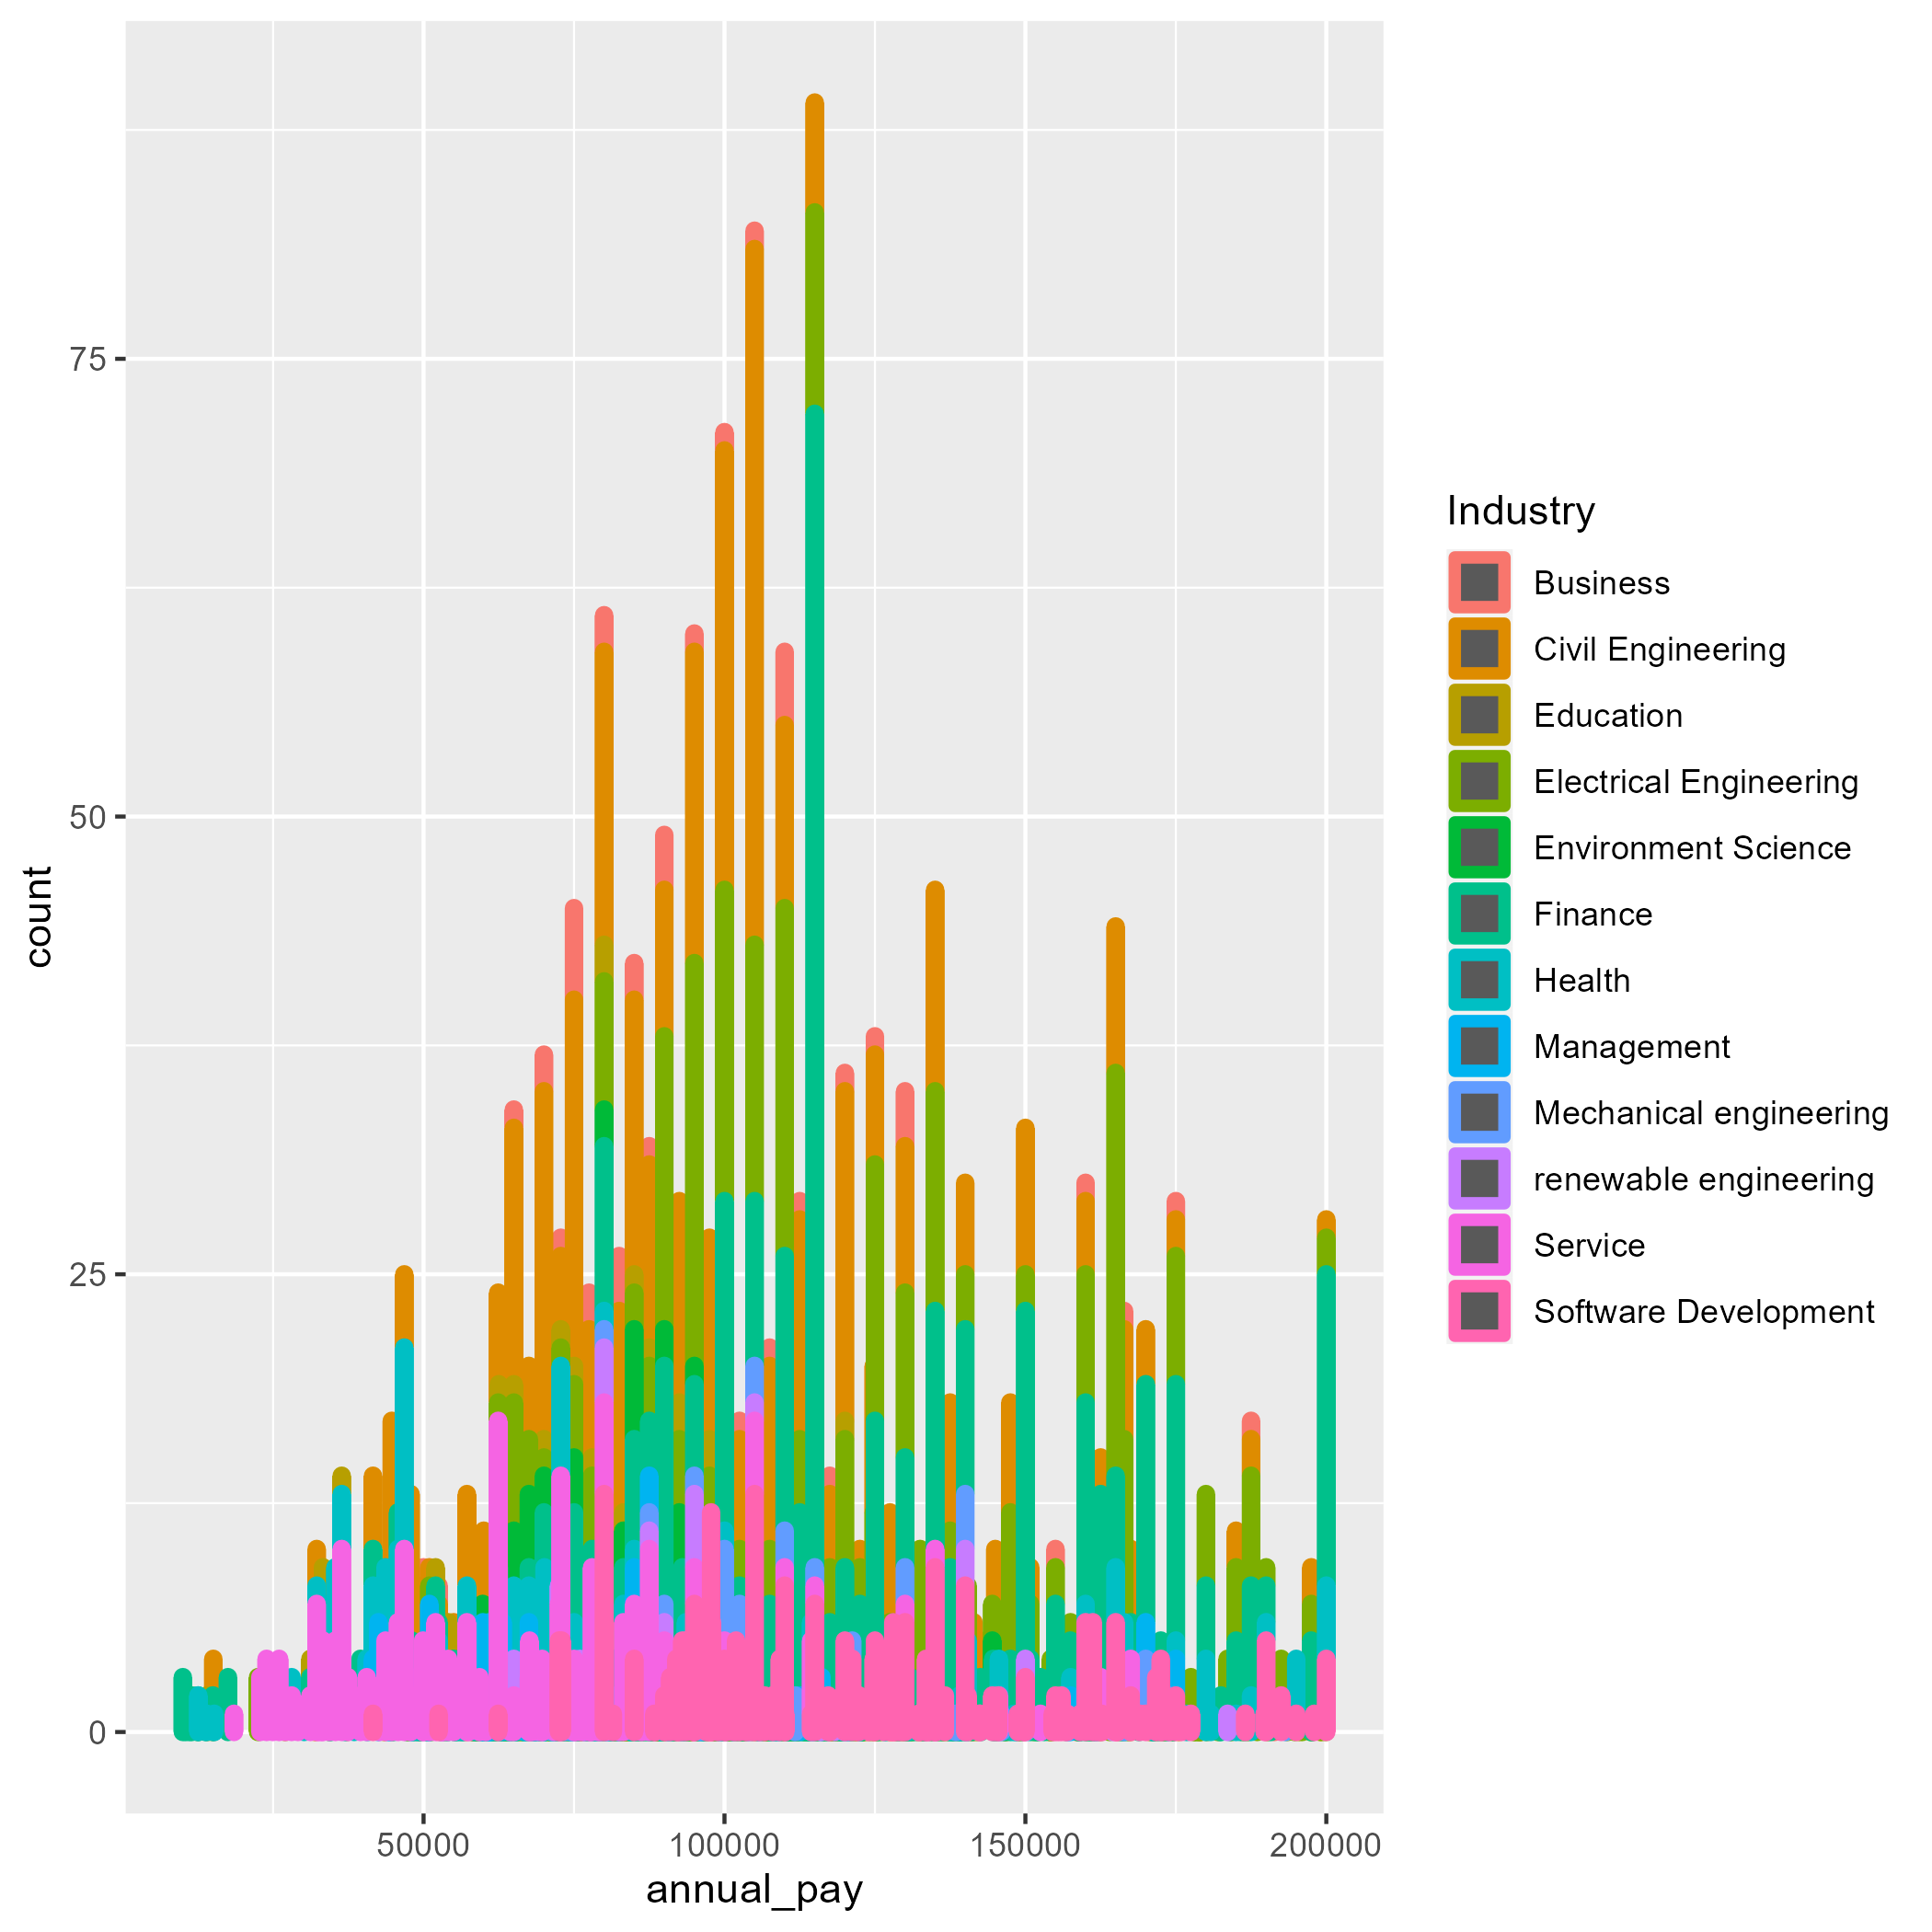 75
50
25
0
count
50000
100000
150000
200000
annual_pay
Industry
Business
Civil Engineering
Education
Electrical Engineering
Environment Science
Finance
Health
Management
Mechanical engineering
renewable engineering
Service
Software Development